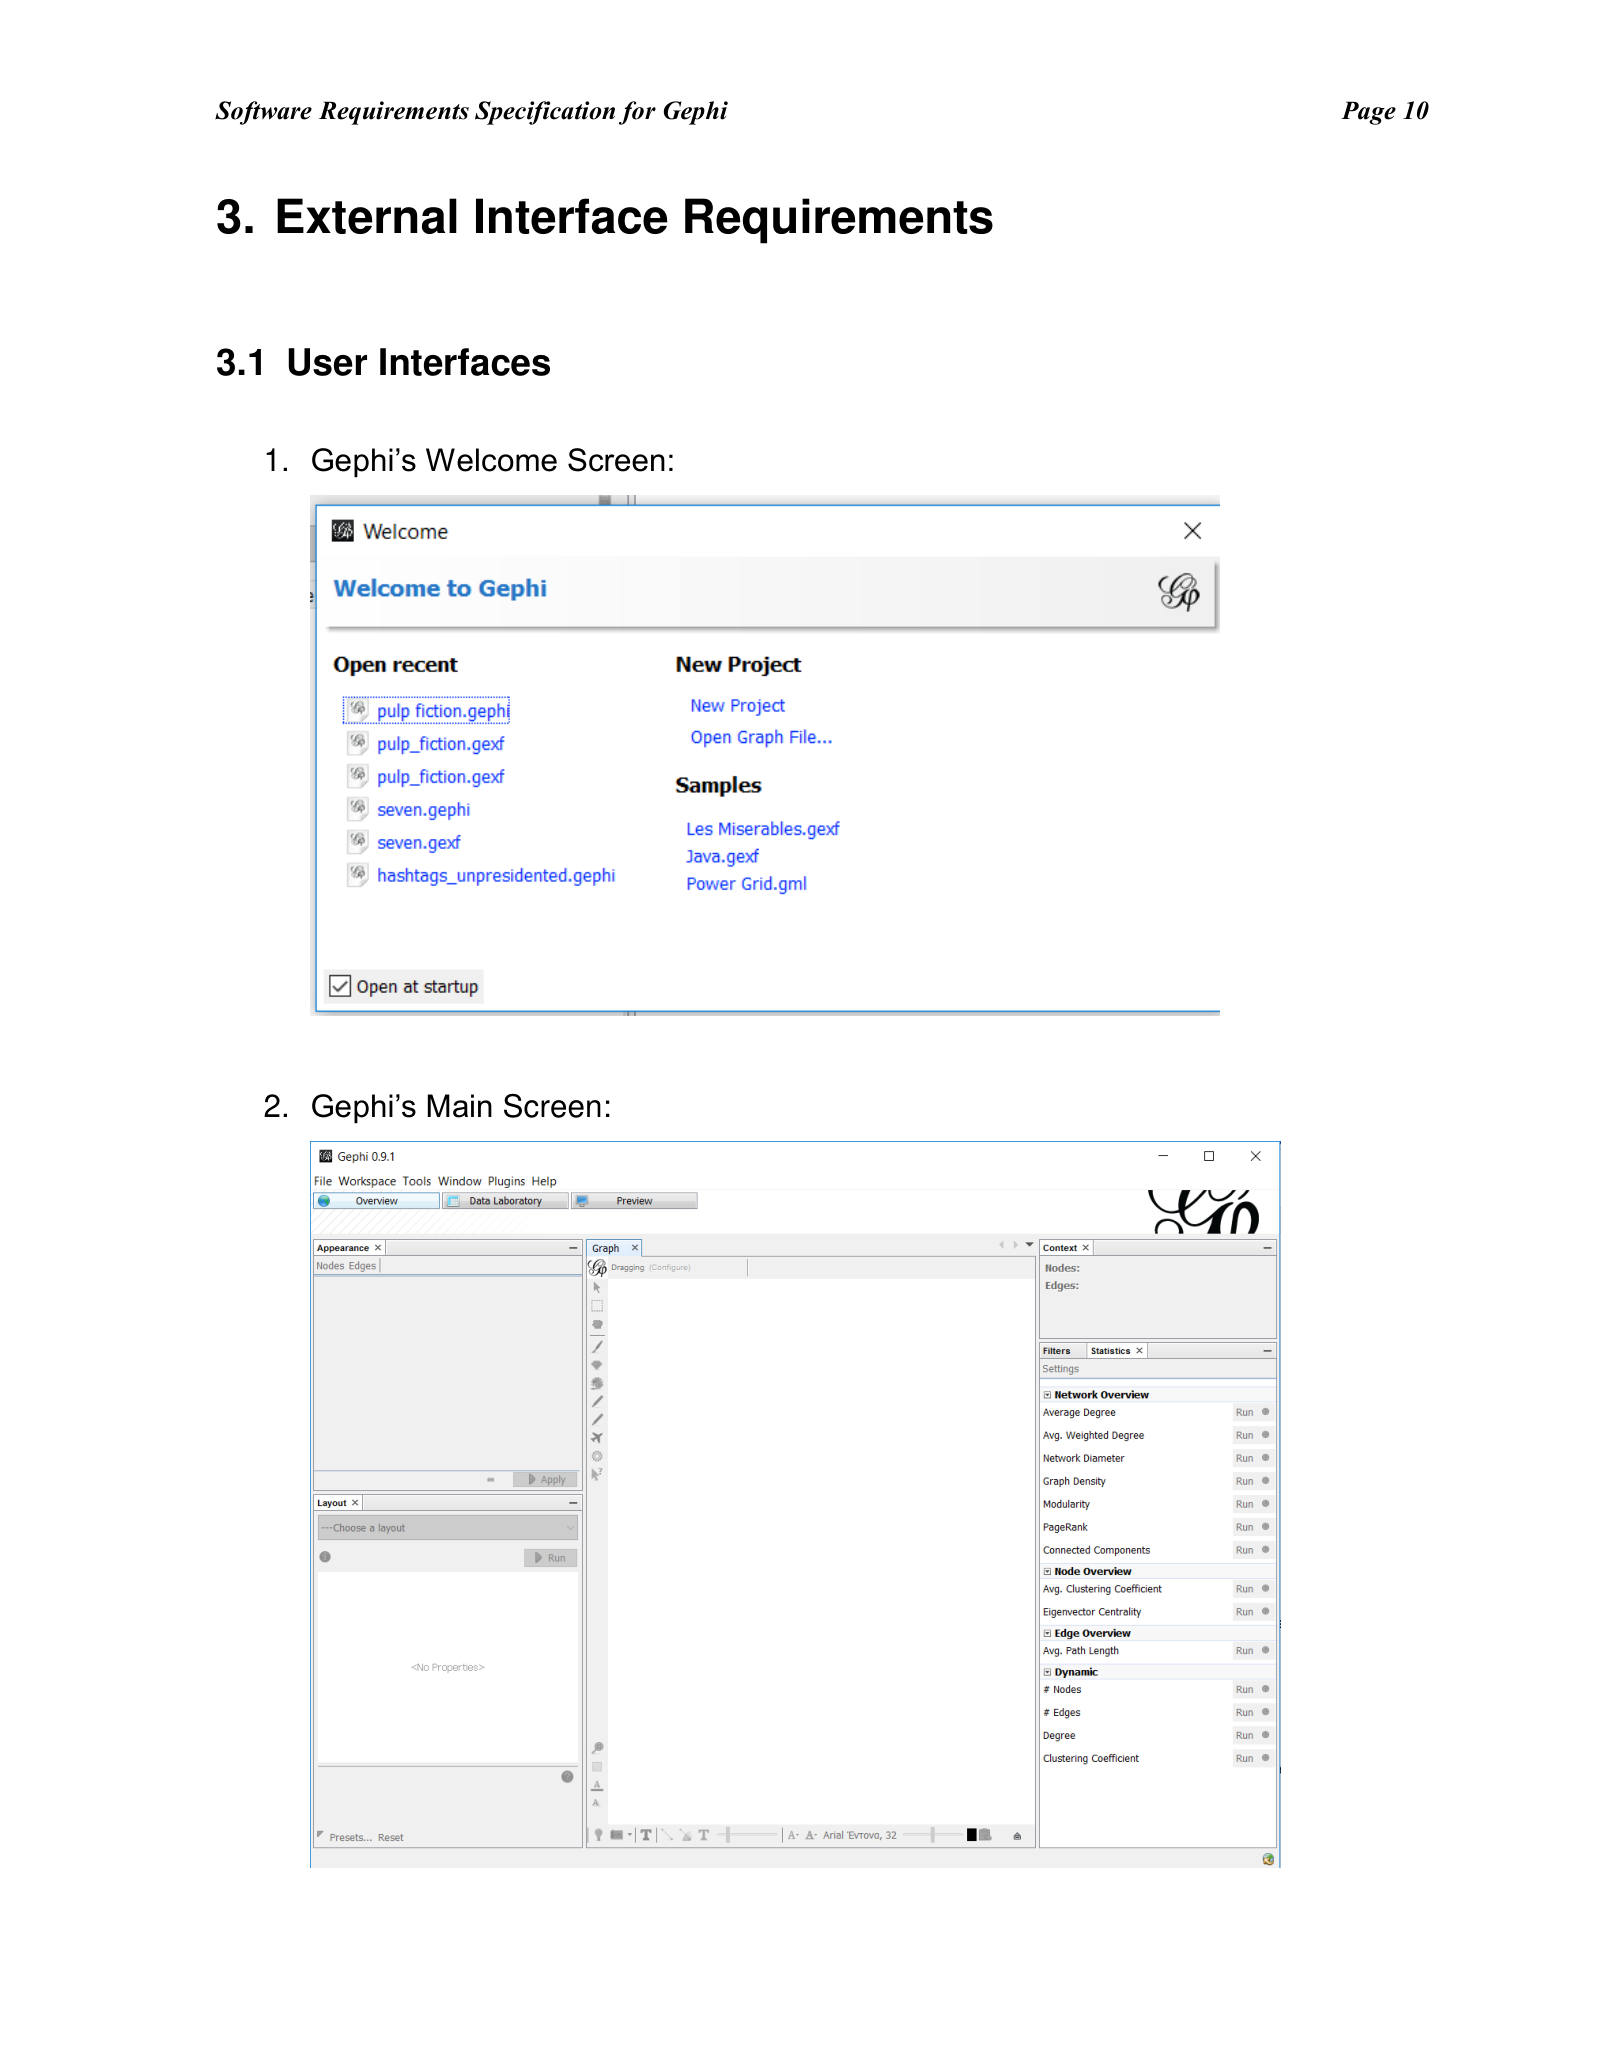 Software Requirements Specification for Gephi Page 10
3. External Interface Requirements
3.1 User Interfaces
1. Gephi’s Welcome Screen:
Welcome
Welcome to Gephi
Open recent
pulp fiction.gephi
pulp_fiction.gexf
pulp_fiction.gexf
seven.gephi
seven.gexf
hashtags_unpresidented.gephi
New Project
New Project
Open Graph File...
Samples
Les Miserables.gexf
Java.gexf
Power Grid.gml
Open at startup
2. Gephi’s Main Screen:
Gephi 0.9.1
File Workspace Tools Window Plugins Help
Overview Data Laboratory Preview
Appearance
Nodes Edges
Apply
Layout
---Choose a layout
Run
<No Properties>
Presets... Reset
Graph
Dragging (Configure)
Arial Έντονα, 32
Context
Nodes:
Edges:
Filters Statistics
Settings
Network Overview
Average Degree Run
Avg. Weighted Degree Run
Network Diameter Run
Graph Density Run
Modularity Run
PageRank Run
Connected Components Run
Node Overview
Avg. Clustering Coefficient Run
Eigenvector Centrality Run
Edge Overview
Avg. Path Length Run
Dynamic
# Nodes Run
# Edges Run
Degree Run
Clustering Coefficient Run